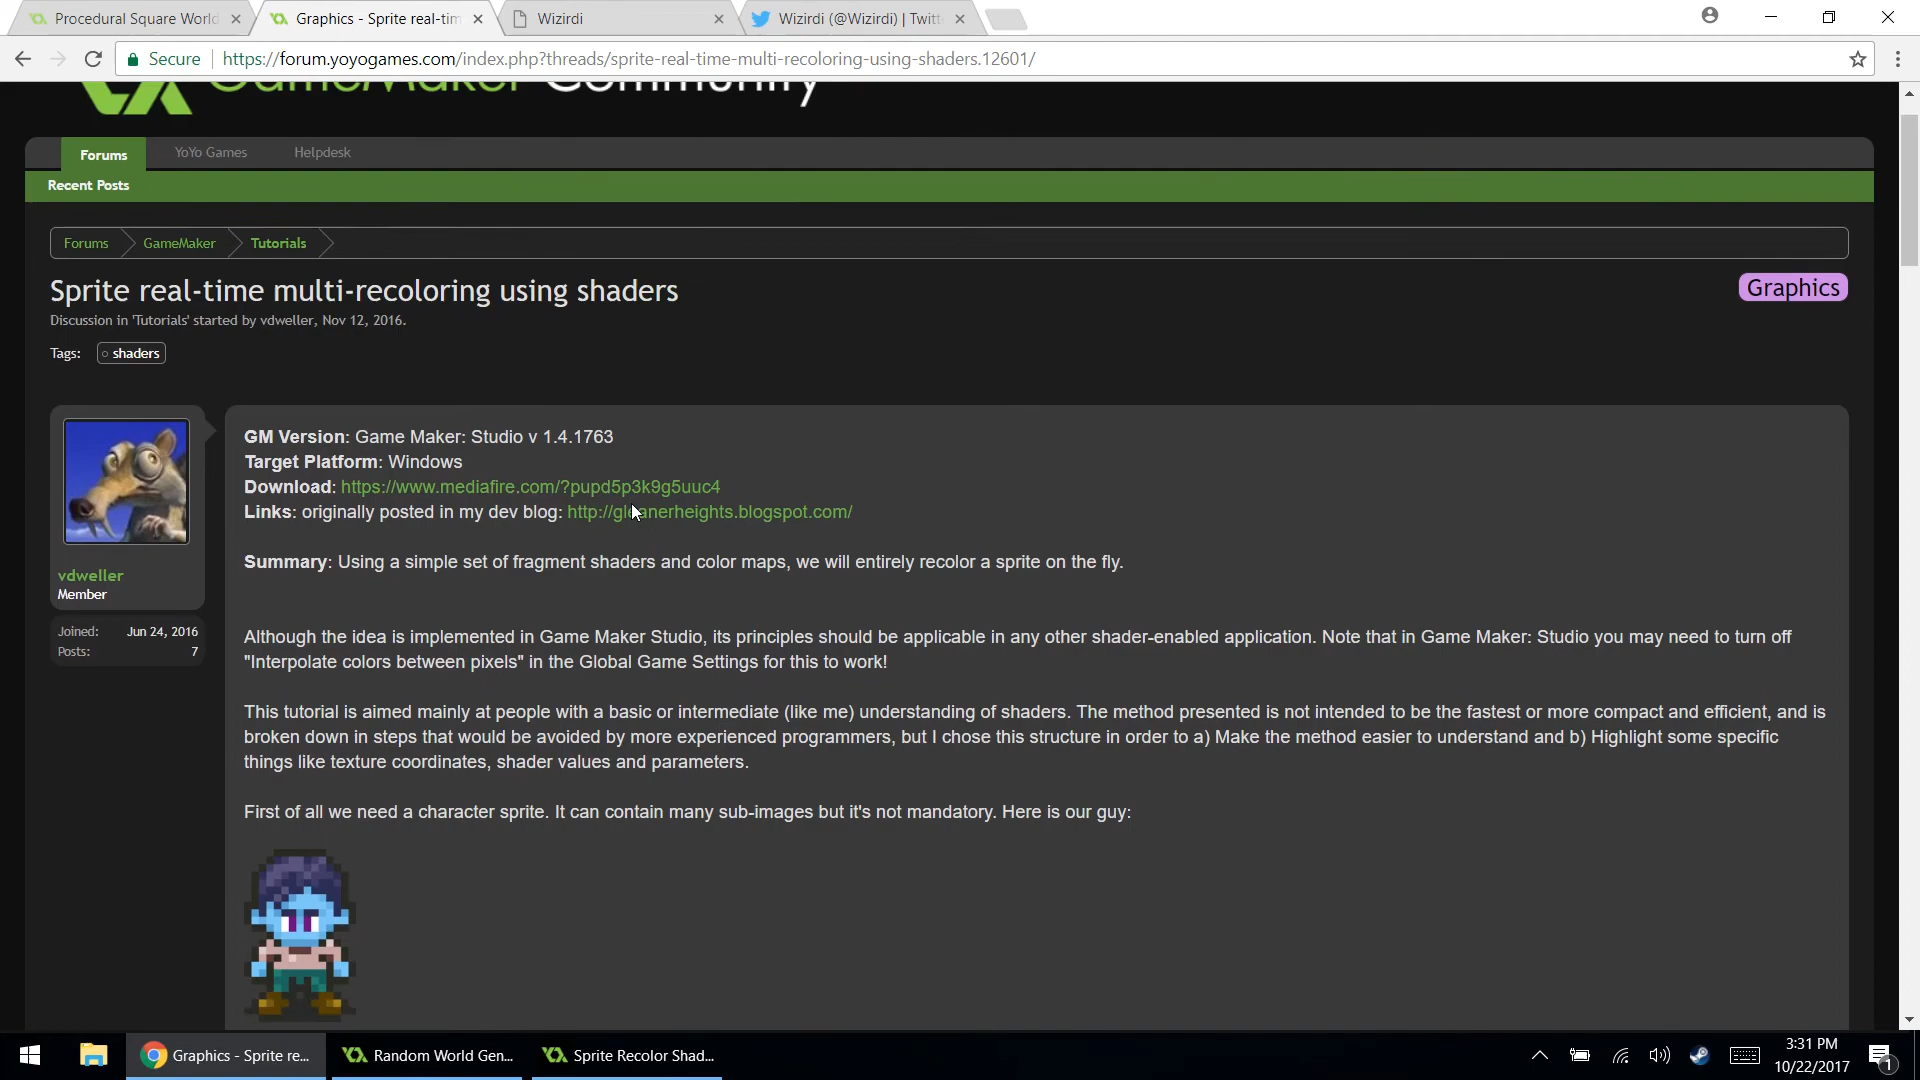 Procedural Square World
Graphics - Sprite real-tim
Wizirdi
Wizirdi (@Wizirdi) | Twitt
Secure
https://forum.yoyogames.com/index.php?threads/sprite-real-time-multi-recoloring-using-shaders.12601/
GameMaker Community
Forums
YoYo Games
Helpdesk
Recent Posts
Forums
GameMaker
Tutorials
Sprite real-time multi-recoloring using shaders
Graphics
Discussion in 'Tutorials' started by vdweller, Nov 12, 2016.
Tags: shaders
GM Version: Game Maker: Studio v 1.4.1763
Target Platform: Windows
Download: https://www.mediafire.com/?pupd5p3k9g5uuc4
Links: originally posted in my dev blog: http://gleanerheights.blogspot.com/
Summary: Using a simple set of fragment shaders and color maps, we will entirely recolor a sprite on the fly.
vdweller
Member
Joined: Jun 24, 2016
Posts: 7
Although the idea is implemented in Game Maker Studio, its principles should be applicable in any other shader-enabled application. Note that in Game Maker: Studio you may need to turn off
"Interpolate colors between pixels" in the Global Game Settings for this to work!
This tutorial is aimed mainly at people with a basic or intermediate (like me) understanding of shaders. The method presented is not intended to be the fastest or more compact and efficient, and is
broken down in steps that would be avoided by more experienced programmers, but I chose this structure in order to a) Make the method easier to understand and b) Highlight some specific
things like texture coordinates, shader values and parameters.
First of all we need a character sprite. It can contain many sub-images but it's not mandatory. Here is our guy:
Graphics - Sprite re...
Random World Gen...
Sprite Recolor Shad...
3:31 PM
10/22/2017
1